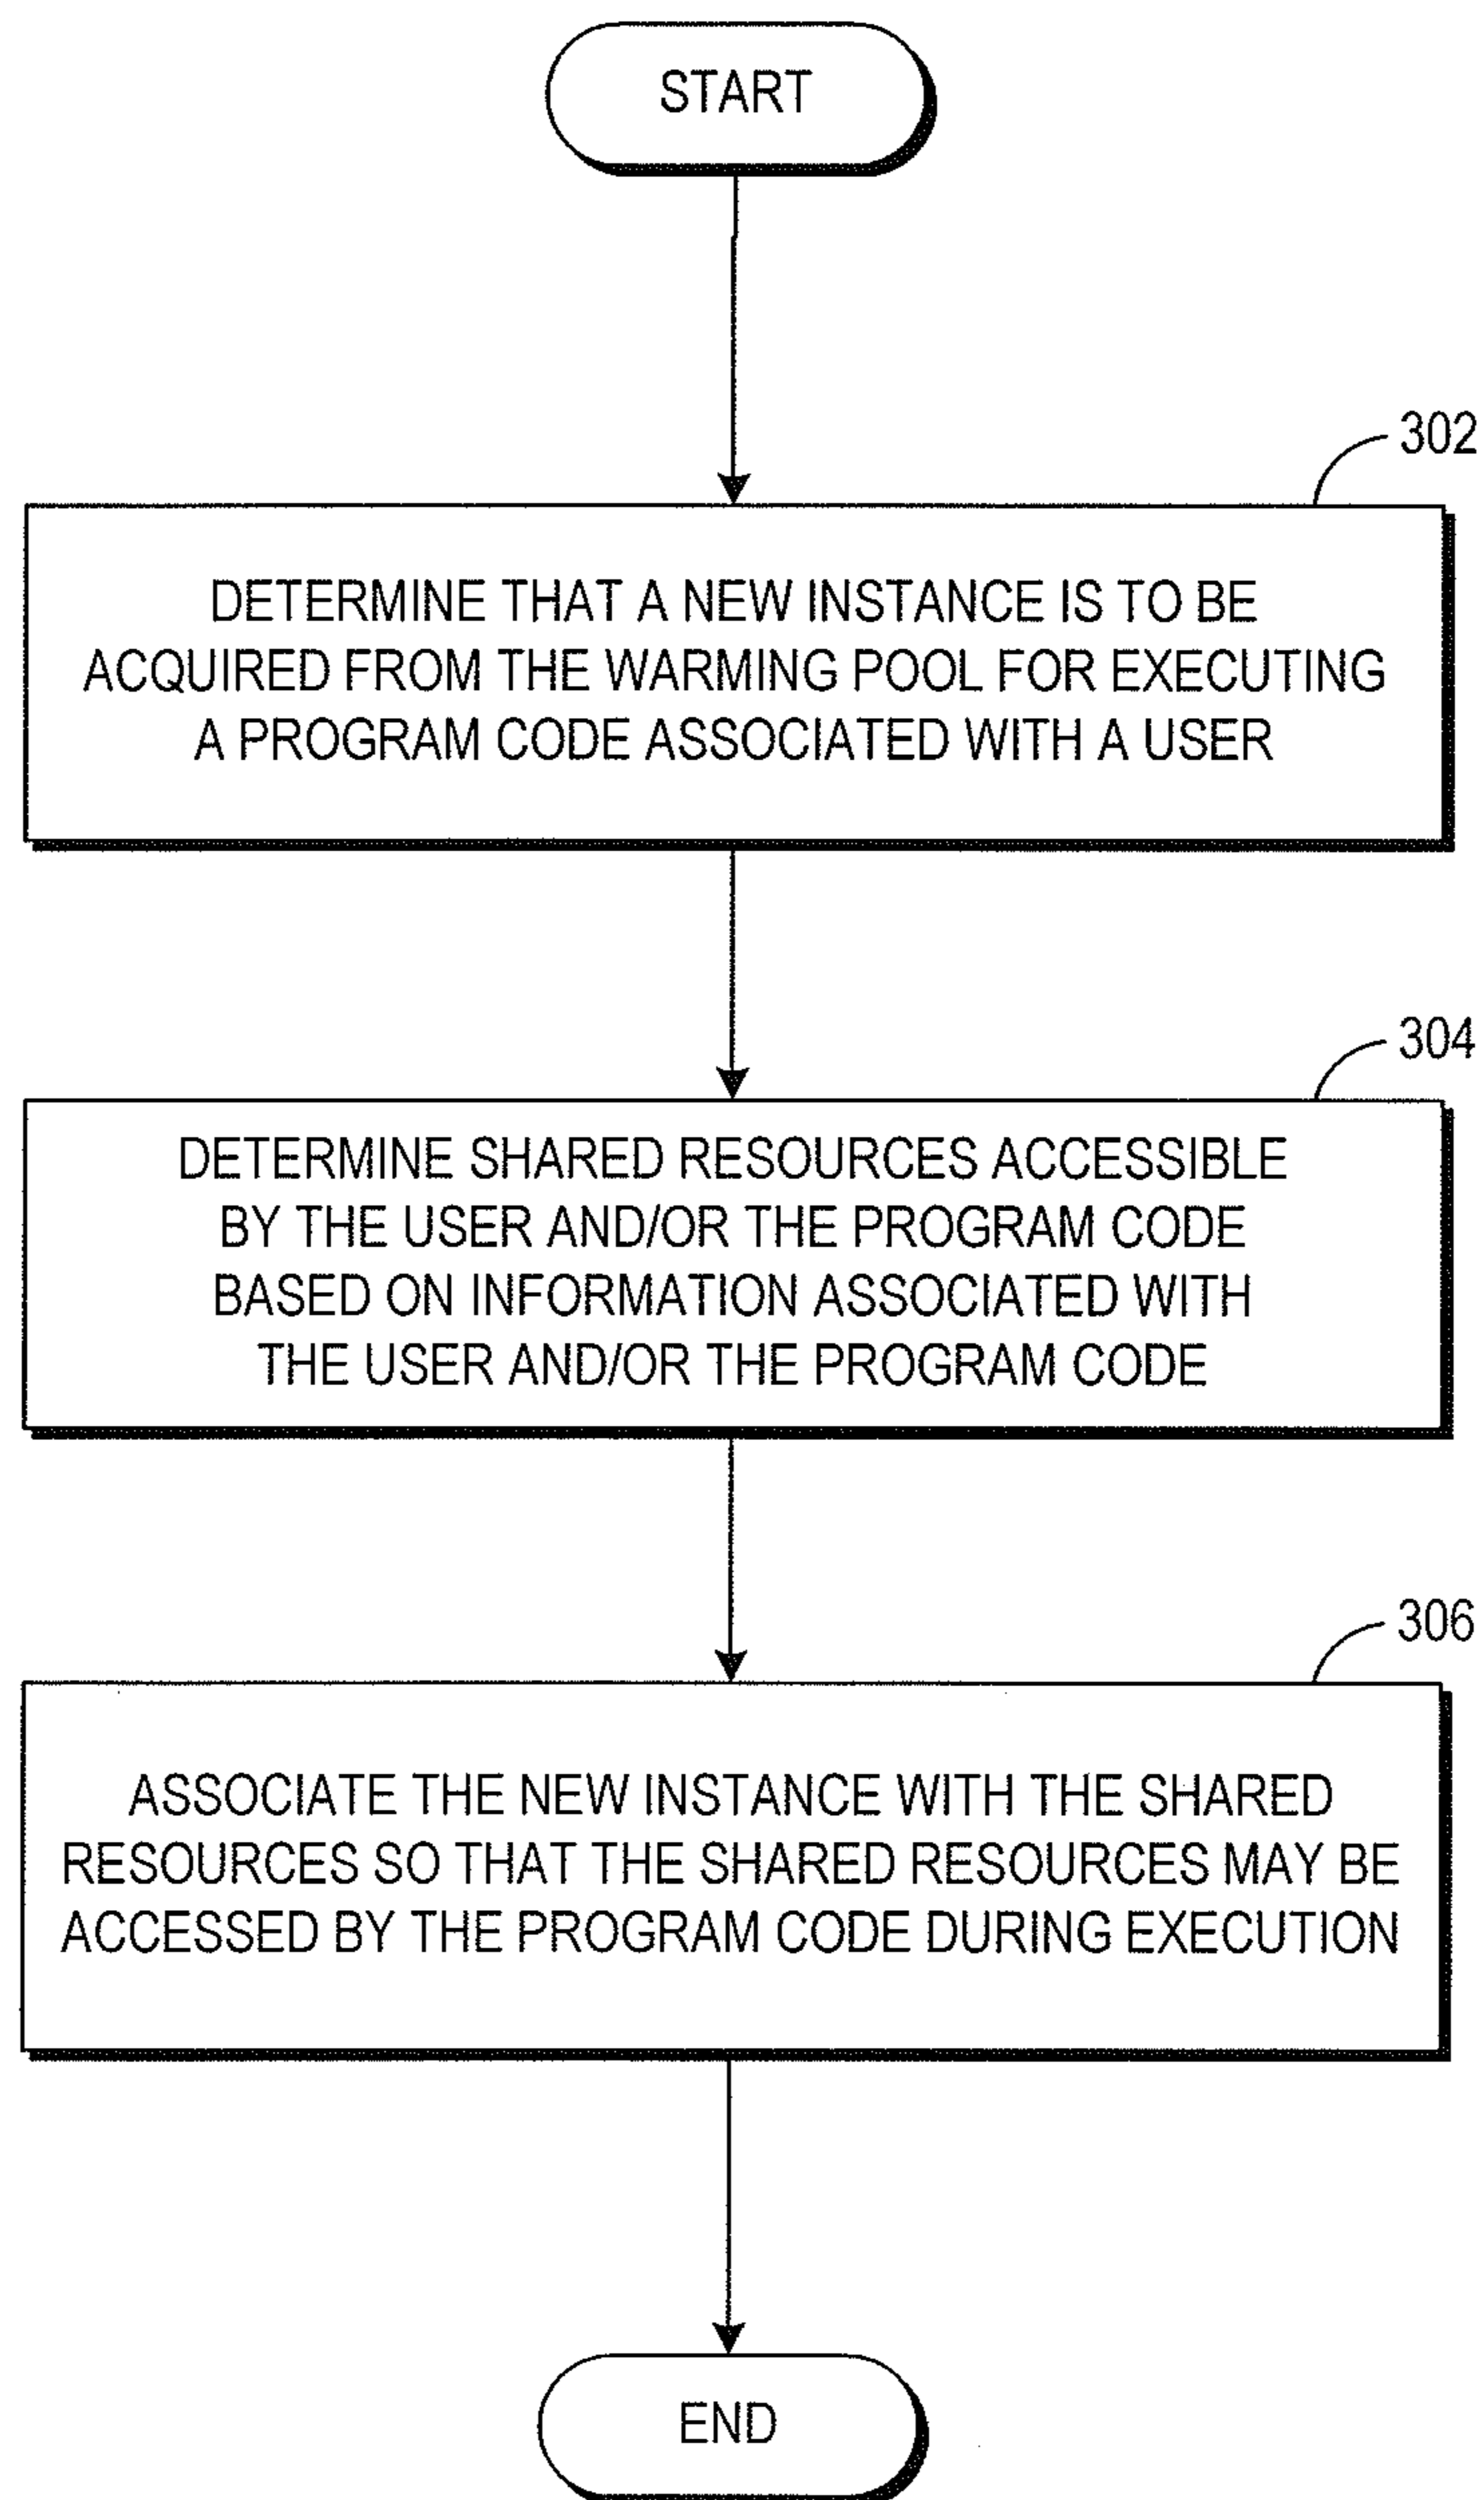 START
302
DETERMINE THAT A NEW INSTANCE IS TO BE
ACQUIRED FROM THE WARMING POOL FOR EXECUTING
A PROGRAM CODE ASSOCIATED WITH A USER
304
DETERMINE SHARED RESOURCES ACCESSIBLE
BY THE USER AND/OR THE PROGRAM CODE
BASED ON INFORMATION ASSOCIATED WITH
THE USER AND/OR THE PROGRAM CODE
306
ASSOCIATE THE NEW INSTANCE WITH THE SHARED
RESOURCES SO THAT THE SHARED RESOURCES MAY BE
ACCESSED BY THE PROGRAM CODE DURING EXECUTION
END